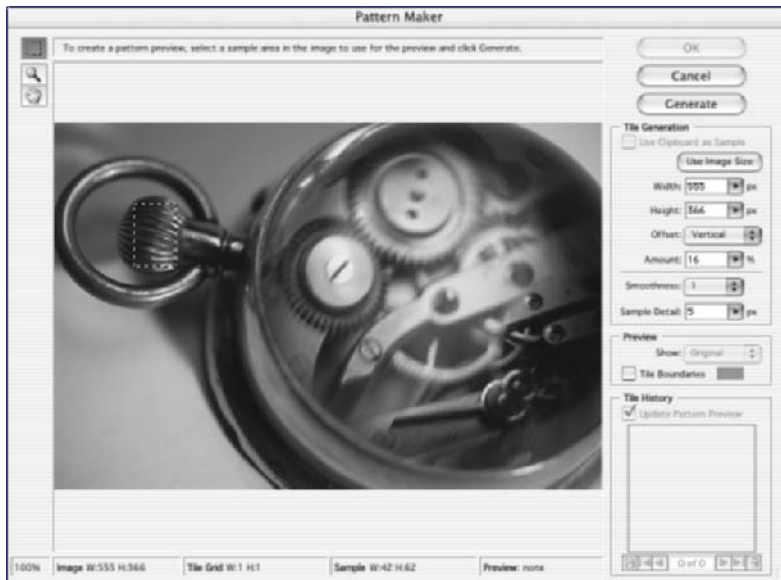 Pattern Maker
To create a pattern preview, select a sample area in the image to use for the preview and click Generate.
OK
Cancel
Generate
Tile Generation
Use Clipboard as Sample
Use Image Size
Width: 555 px
Height: 366 px
Offset: Vertical
Amount: 16 %
Smoothness: 1
Sample Detail: 5 px
Preview
Show: Original
Tile Boundaries
Tile History
Update Pattern Preview
0 of 0
100% Image W:555 H:366 Tile Grid W:1 H:1 Sample W:42 H:62 Preview: none